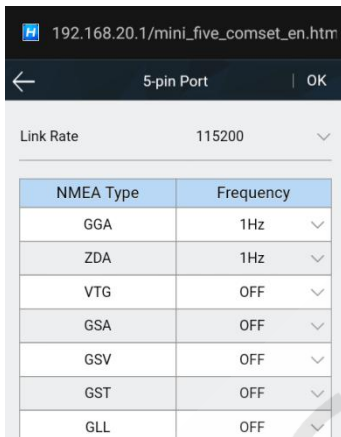 H 192.168.20.1/mini_five_comset_en.htm
5-pin Port | OK
Link Rate 115200
NMEA Type Frequency
GGA 1Hz
ZDA 1Hz
VTG OFF
GSA OFF
GSV OFF
GST OFF
GLL OFF